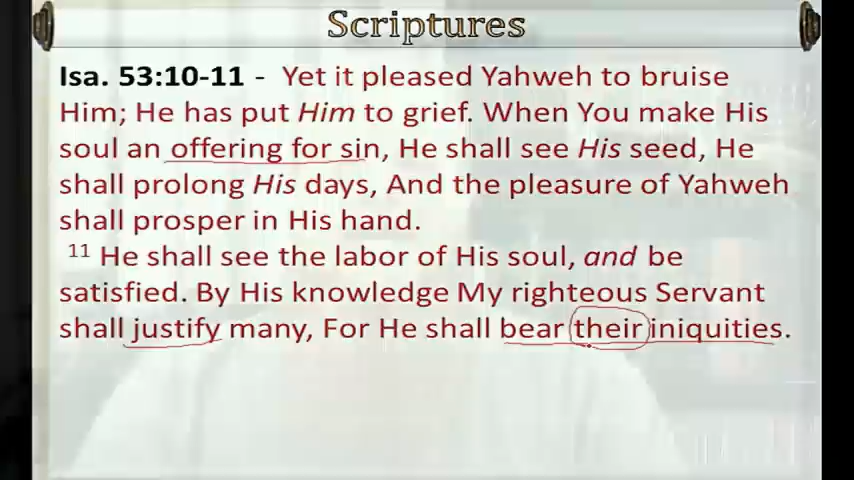 Scriptures
Isa. 53:10-11 - Yet it pleased Yahweh to bruise
Him; He has put Him to grief. When You make His
soul an offering for sin, He shall see His seed, He
shall prolong His days, And the pleasure of Yahweh
shall prosper in His hand.
11 He shall see the labor of His soul, and be
satisfied. By His knowledge My righteous Servant
shall justify many, For He shall bear their iniquities.